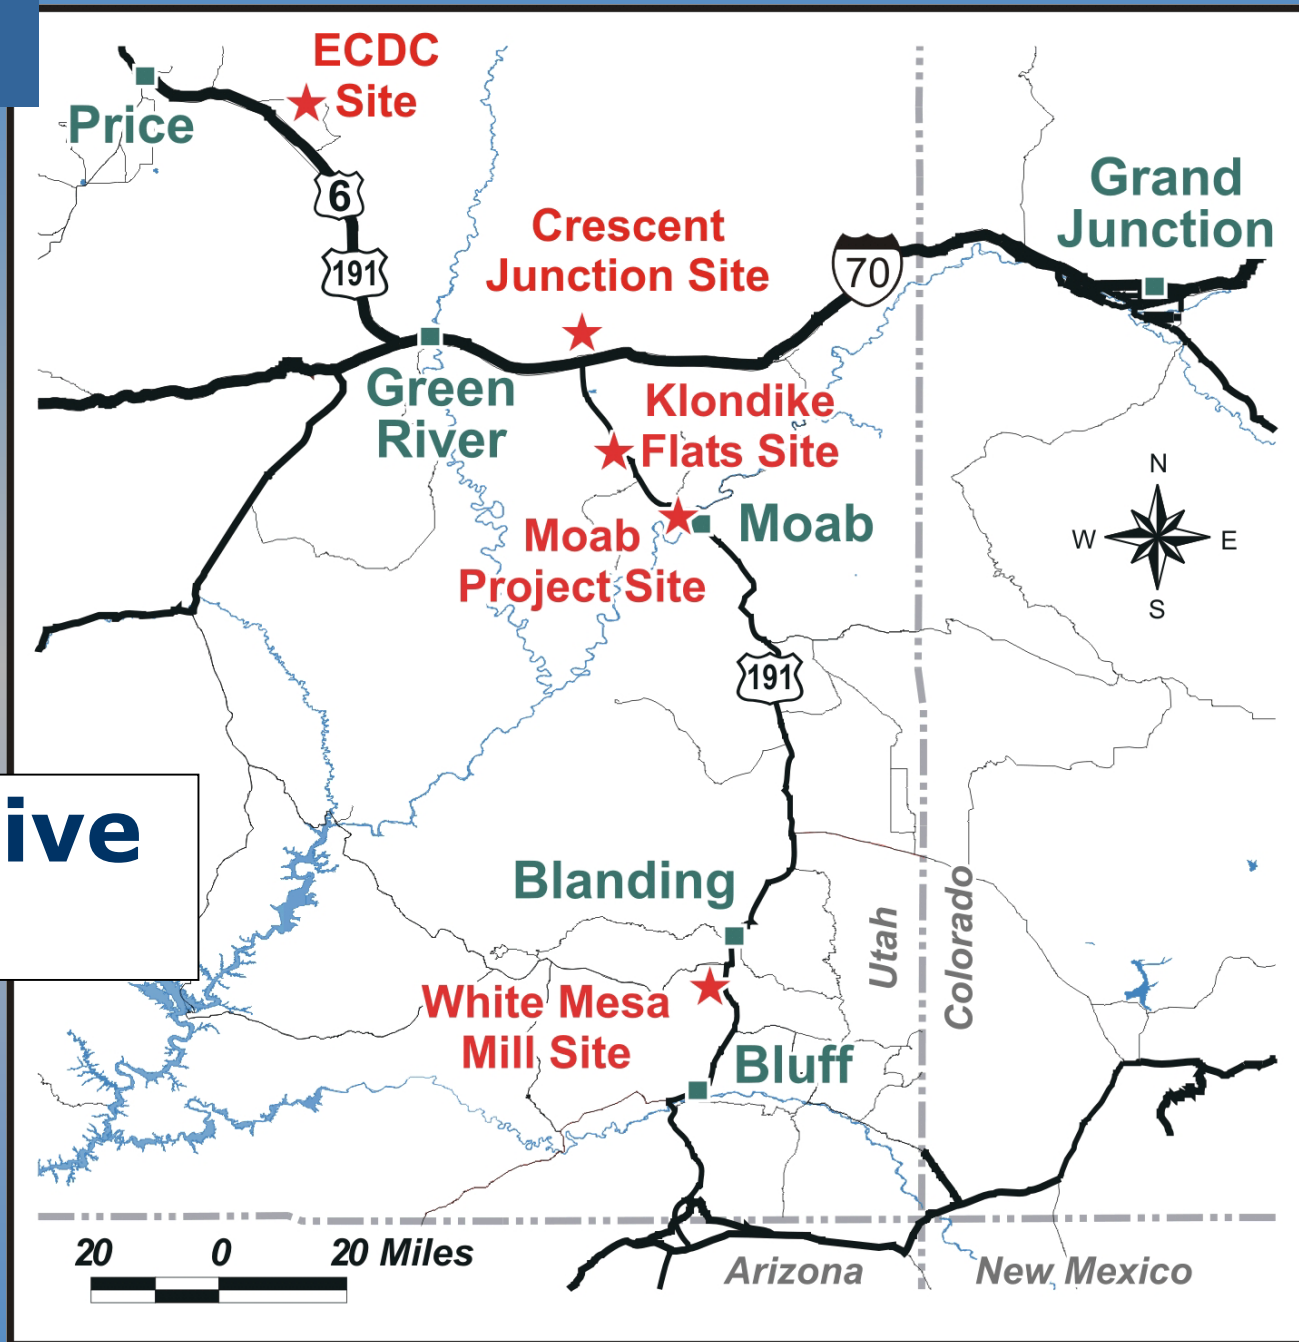 ECDC
Site
Price
6
191
Crescent
Junction Site
70
Grand
Junction
Green
River
Klondike
Flats Site
Moab
Moab
Project Site
N
W
E
S
191
ive
Blanding
Utah
Colorado
White Mesa
Mill Site
Bluff
20 0 20 Miles
Arizona
New Mexico